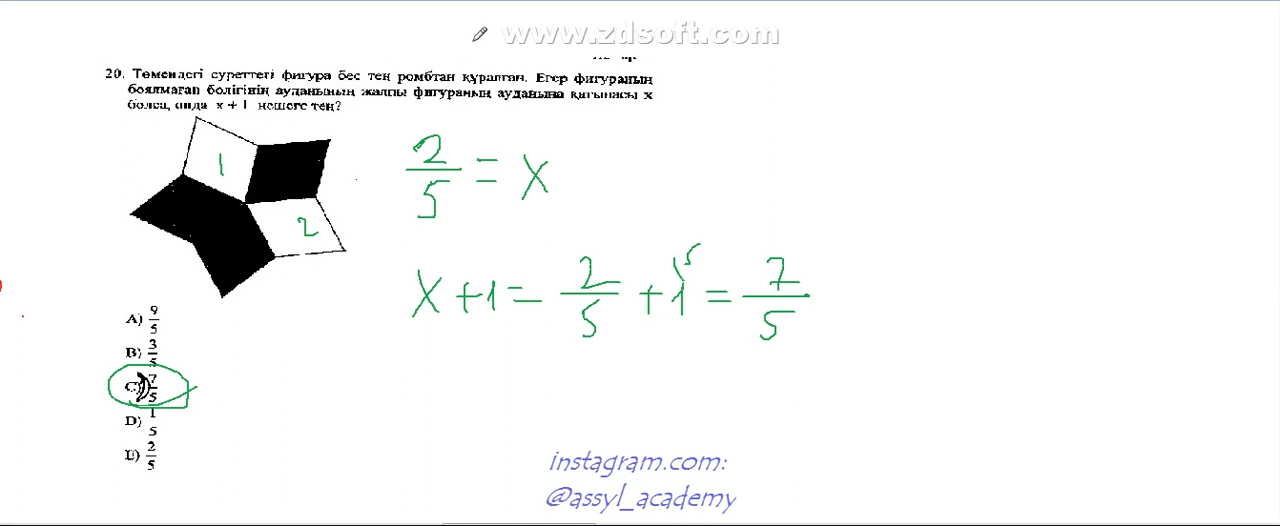 www.zdsoft.com
20. Төмендегі суреттегі фигура бес тең ромбтан құралған. Егер фигураның
боялмаған бөлігінің ауданының жалпы фигураның ауданына қатынасы x
болса, онда x + 1 нешеге тең?
1
2
2/5 = x
x + 1 = 2/5 + 1\5 = 7/5
A) 9/5
B) 3/5
C) 7/5
D) 1/5
E) 2/5
instagram.com:
@assyl_academy